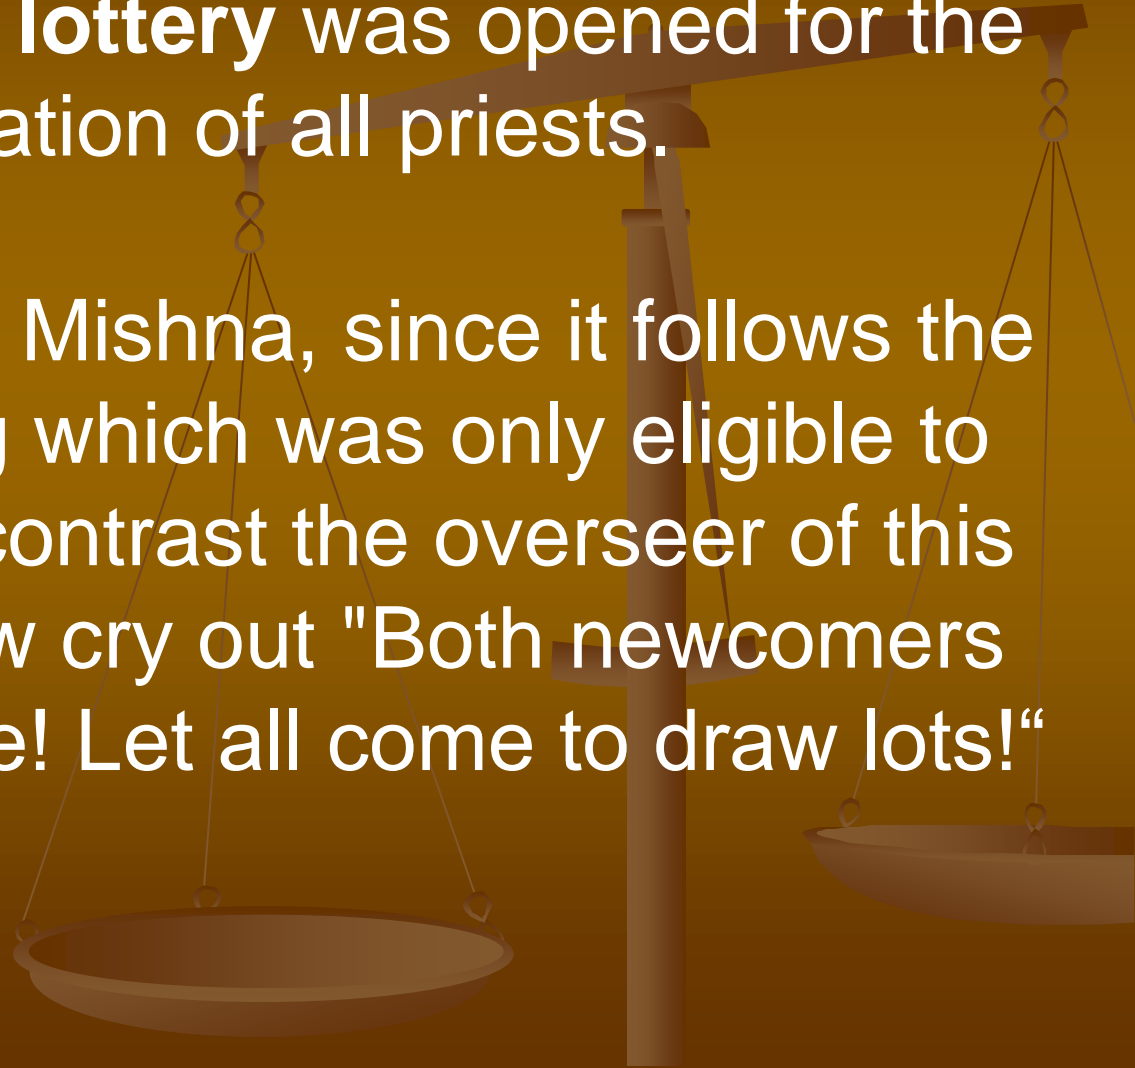 lottery was opened for the
ation of all priests.
Mishna, since it follows the
which was only eligible to
contrast the overseer of this
w cry out "Both newcomers
e! Let all come to draw lots!“